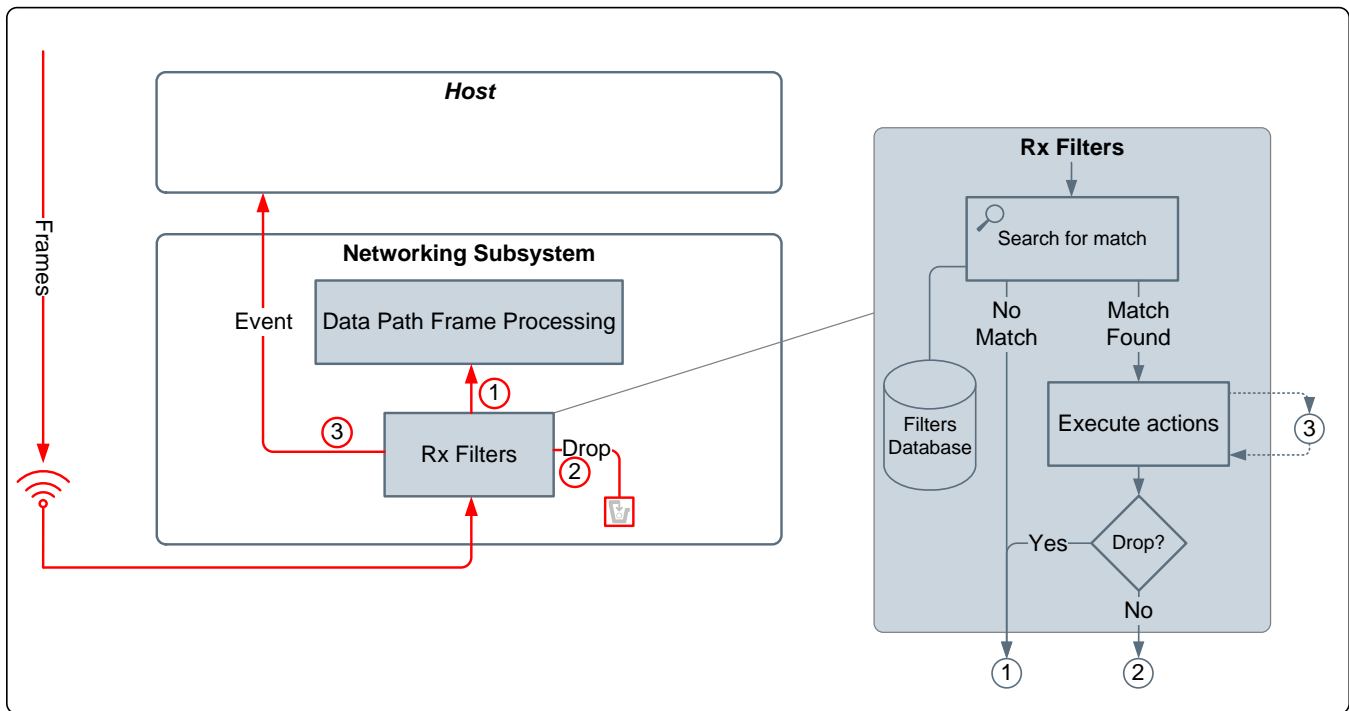 Host
Frames
Networking Subsystem
Data Path Frame Processing
Event
1
3
Rx Filters
Drop
2
Rx Filters
Search for match
No
Match
Match
Found
Filters
Database
Execute actions
3
Yes
Drop?
No
1
2